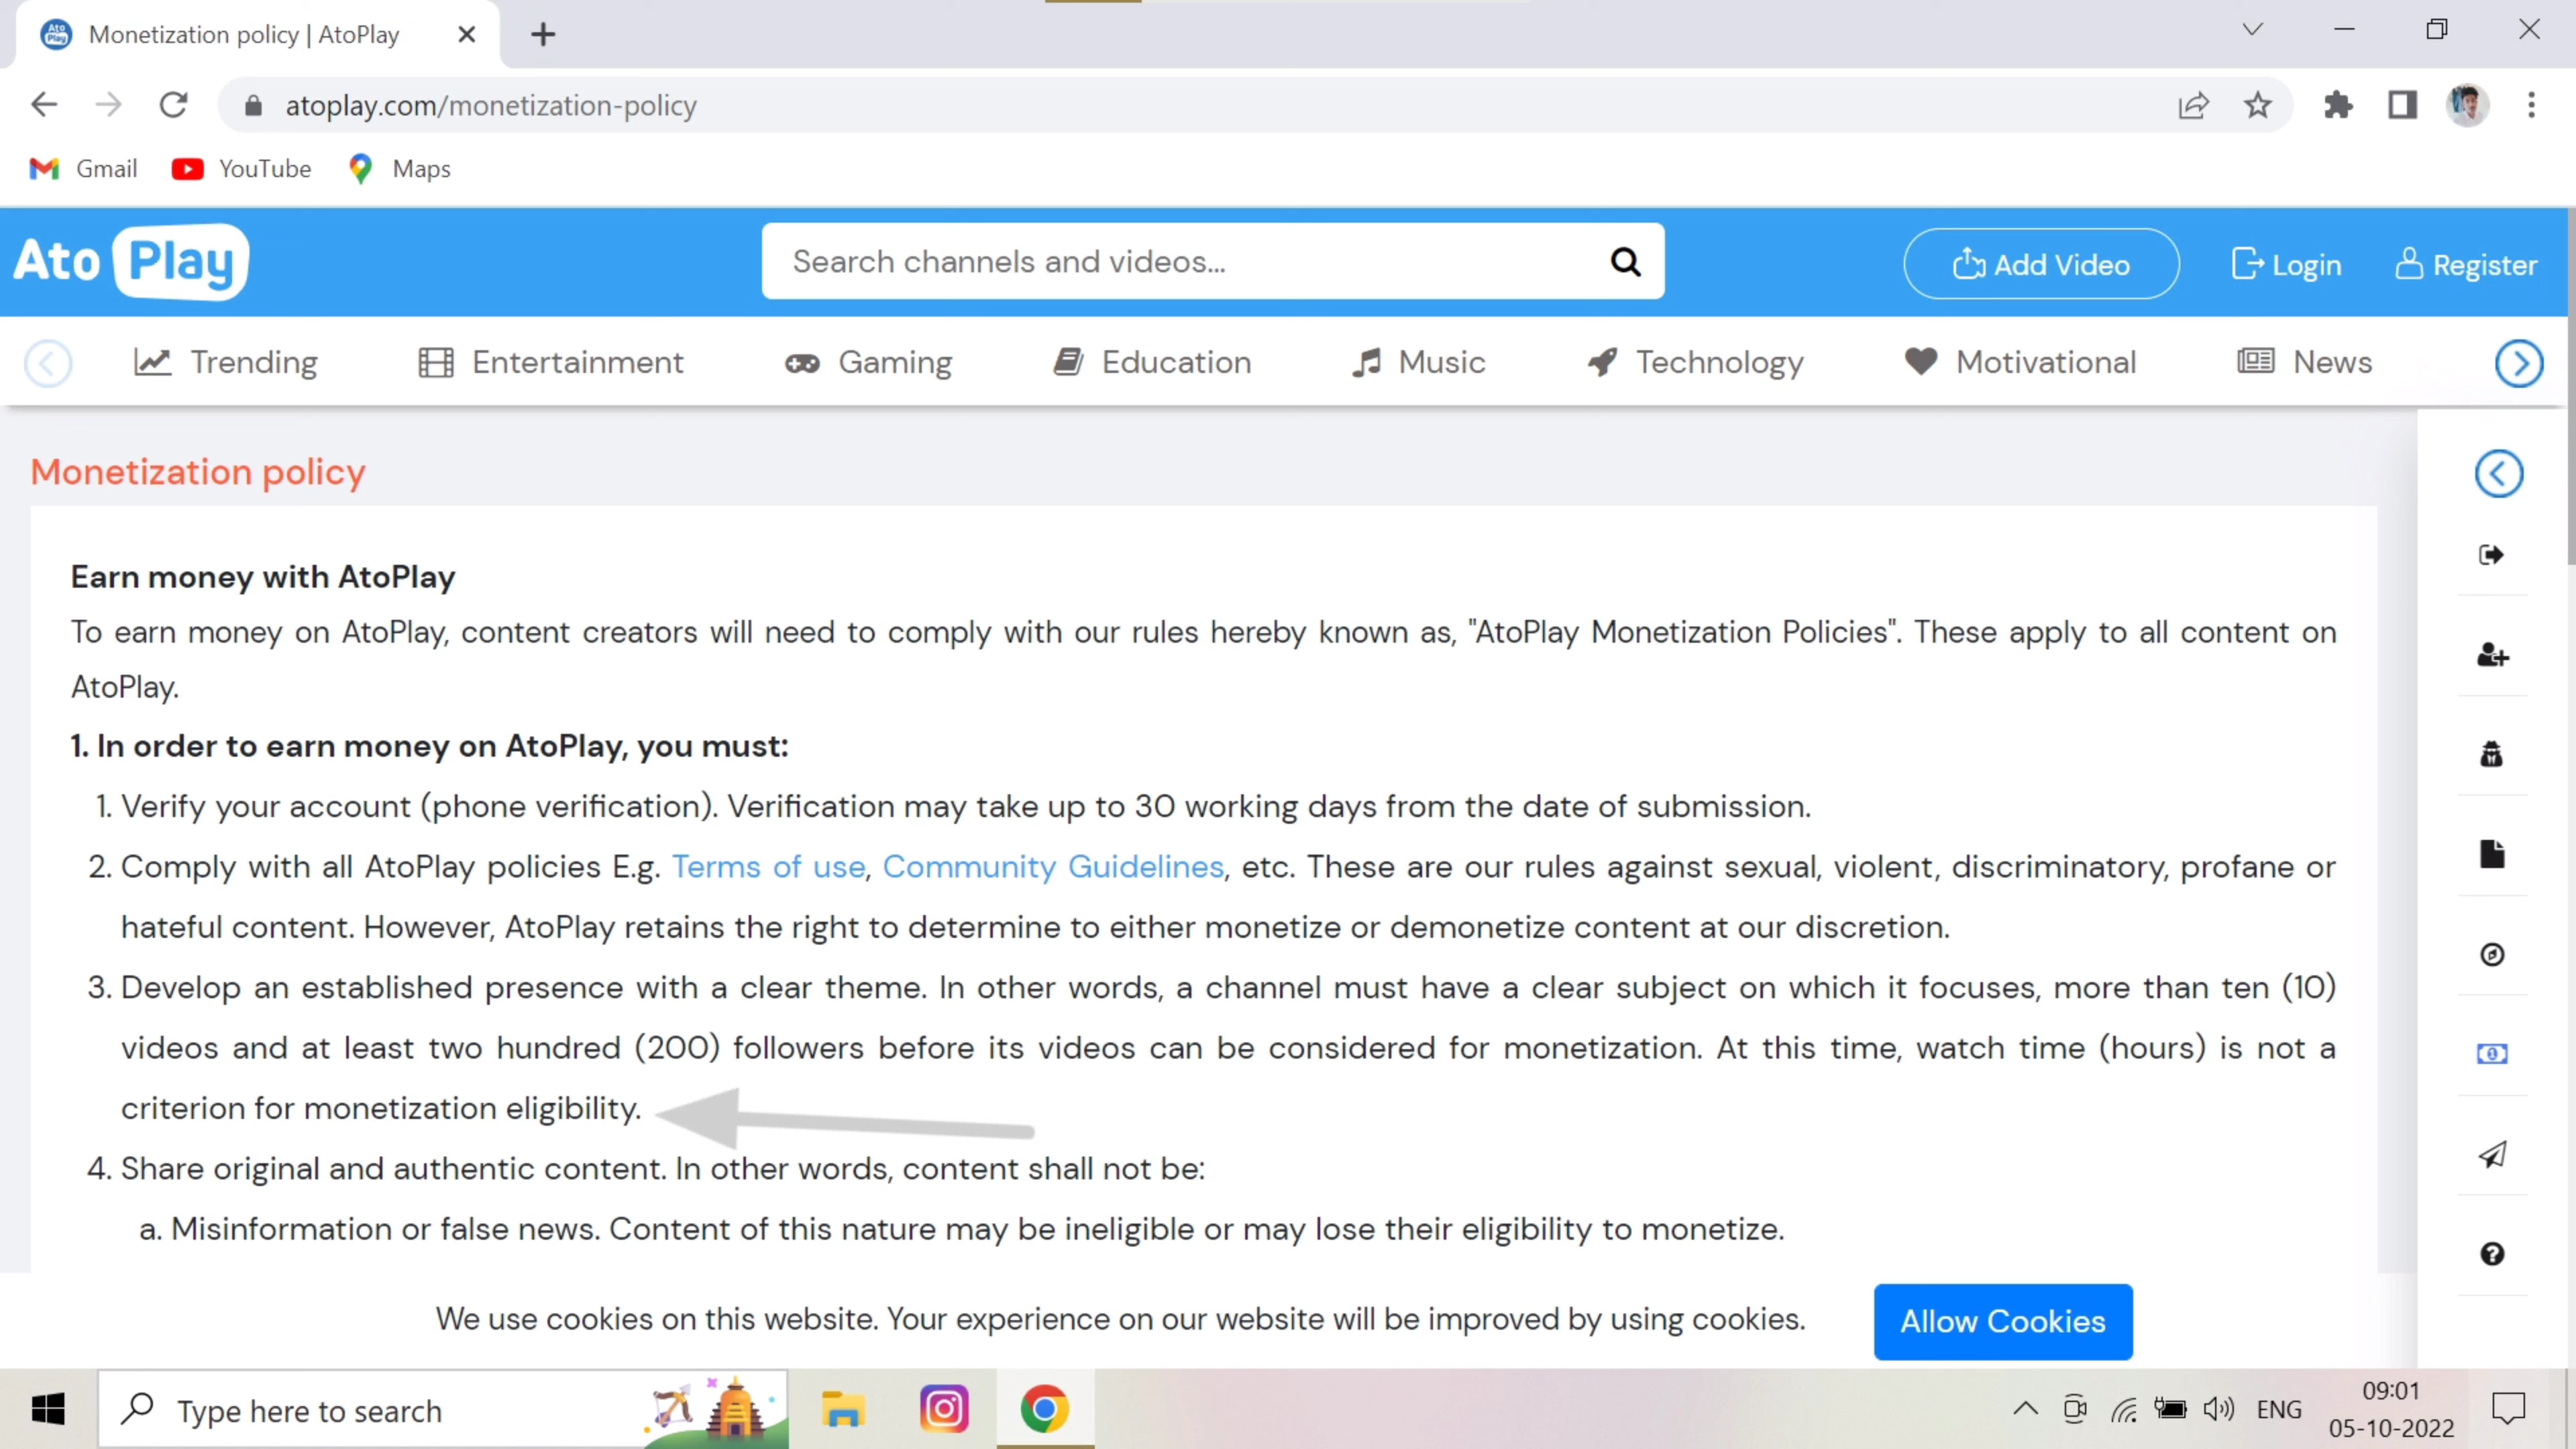 Monetization policy | AtoPlay
atoplay.com/monetization-policy
Gmail YouTube Maps
Ato Play
Search channels and videos...
Add Video Login Register
Trending Entertainment Gaming Education Music Technology Motivational News
Monetization policy
Earn money with AtoPlay
To earn money on AtoPlay, content creators will need to comply with our rules hereby known as, "AtoPlay Monetization Policies". These apply to all content on
AtoPlay.
1. In order to earn money on AtoPlay, you must:
1. Verify your account (phone verification). Verification may take up to 30 working days from the date of submission.
2. Comply with all AtoPlay policies E.g. Terms of use, Community Guidelines, etc. These are our rules against sexual, violent, discriminatory, profane or
hateful content. However, AtoPlay retains the right to determine to either monetize or demonetize content at our discretion.
3. Develop an established presence with a clear theme. In other words, a channel must have a clear subject on which it focuses, more than ten (10)
videos and at least two hundred (200) followers before its videos can be considered for monetization. At this time, watch time (hours) is not a
criterion for monetization eligibility.
4. Share original and authentic content. In other words, content shall not be:
a. Misinformation or false news. Content of this nature may be ineligible or may lose their eligibility to monetize.
We use cookies on this website. Your experience on our website will be improved by using cookies.
Allow Cookies
Type here to search
ENG
09:01
05-10-2022